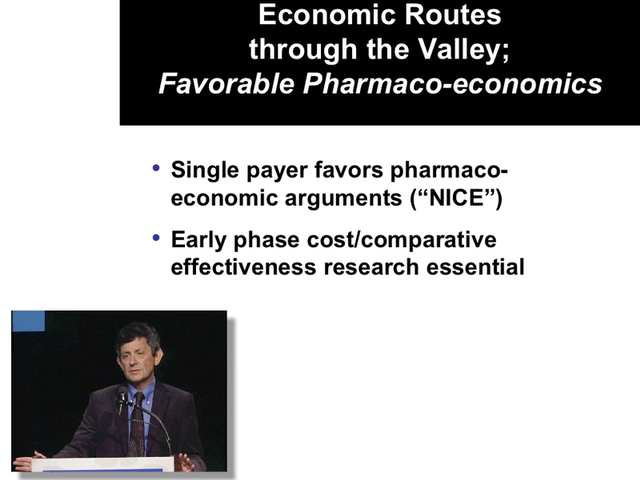 Economic Routes
through the Valley;
Favorable Pharmaco-economics
• Single payer favors pharmaco-
economic arguments (“NICE”)
• Early phase cost/comparative
effectiveness research essential